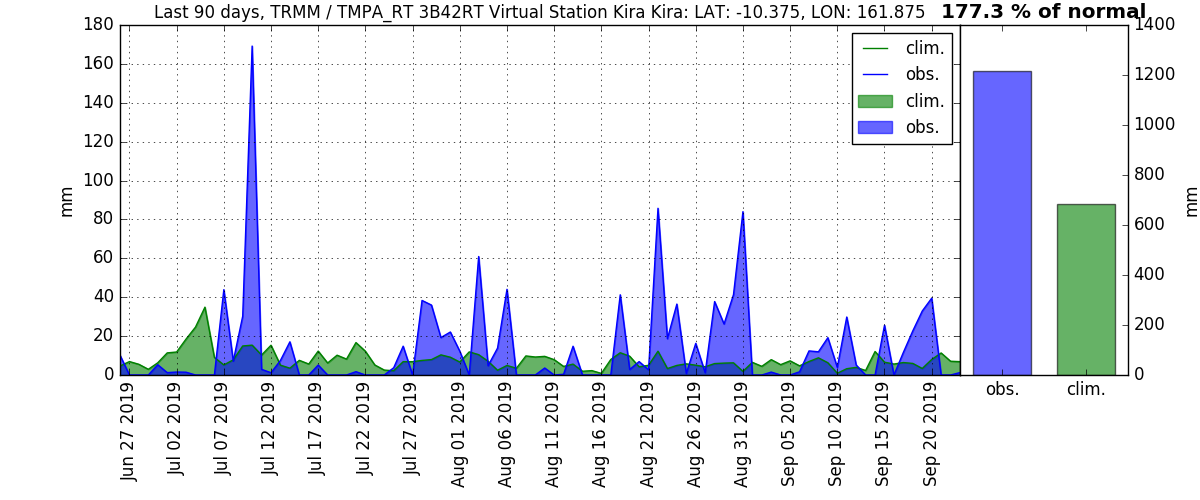 Last 90 days, TRMM / TMPA_RT 3B42RT Virtual Station Kira Kira: LAT: -10.375, LON: 161.875 177.3 % of normal
180
160
140
120
100
80
60
40
20
0
mm
clim.
obs.
clim.
obs.
Jun 27 2019
Jul 02 2019
Jul 07 2019
Jul 12 2019
Jul 17 2019
Jul 22 2019
Jul 27 2019
Aug 01 2019
Aug 06 2019
Aug 11 2019
Aug 16 2019
Aug 21 2019
Aug 26 2019
Aug 31 2019
Sep 05 2019
Sep 10 2019
Sep 15 2019
Sep 20 2019
1400
1200
1000
800
600
400
200
0
mm
obs.
clim.